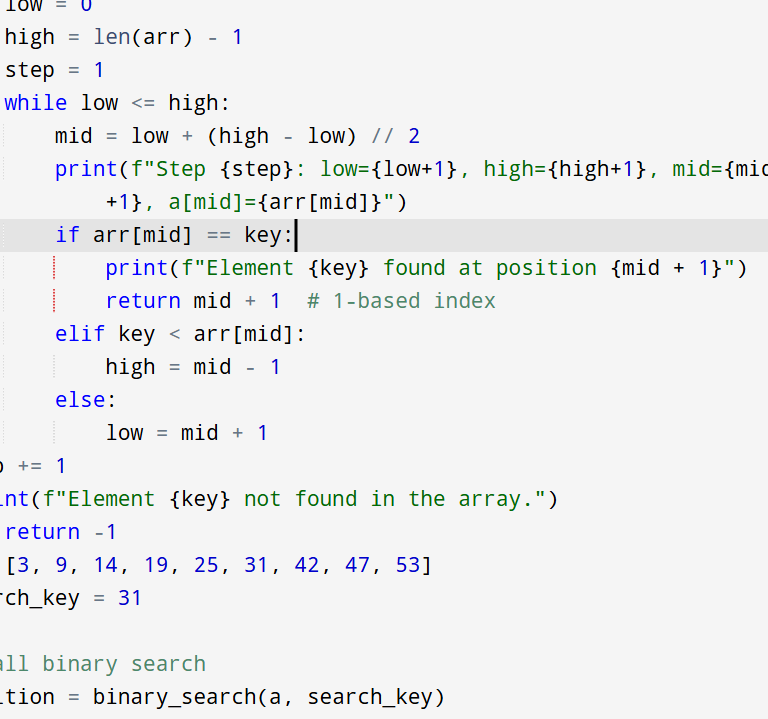 low = 0
high = len(arr) - 1
step = 1
while low <= high:
mid = low + (high - low) // 2
print(f"Step {step}: low={low+1}, high={high+1}, mid={mid
+1}, a[mid]={arr[mid]}")
if arr[mid] == key:
print(f"Element {key} found at position {mid + 1}")
return mid + 1  # 1-based index
elif key < arr[mid]:
high = mid - 1
else:
low = mid + 1
+= 1
int(f"Element {key} not found in the array.")
return -1
[3, 9, 14, 19, 25, 31, 42, 47, 53]
rch_key = 31
all binary search
ition = binary_search(a, search_key)